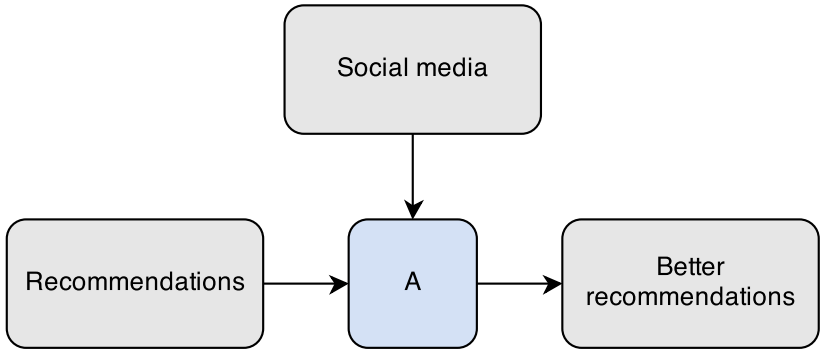 Social media
Recommendations
A
Better
recommendations